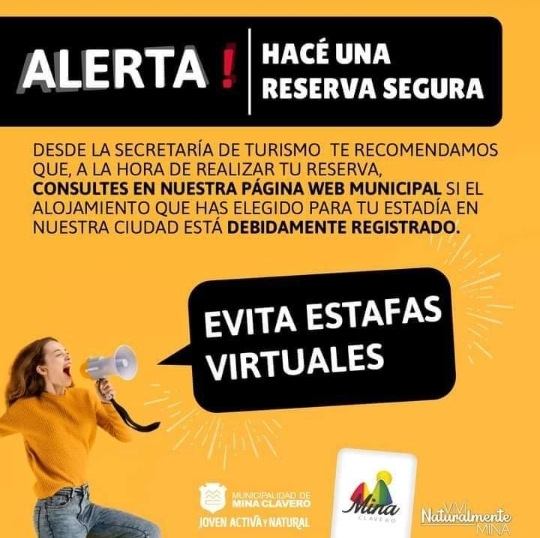 ALERTA !
HACÉ UNA
RESERVA SEGURA
DESDE LA SECRETARÍA DE TURISMO TE RECOMENDAMOS
QUE, A LA HORA DE REALIZAR TU RESERVA,
CONSULTES EN NUESTRA PÁGINA WEB MUNICIPAL SI EL
ALOJAMIENTO QUE HAS ELEGIDO PARA TU ESTADÍA EN
NUESTRA CIUDAD ESTÁ DEBIDAMENTE REGISTRADO.
EVITA ESTAFAS
VIRTUALES
MUNICIPALIDAD DE
MINA CLAVERO
JOVEN ACTIVA Y NATURAL
Mina
CLAVERO
VIVÍ
Naturalmente
MINA